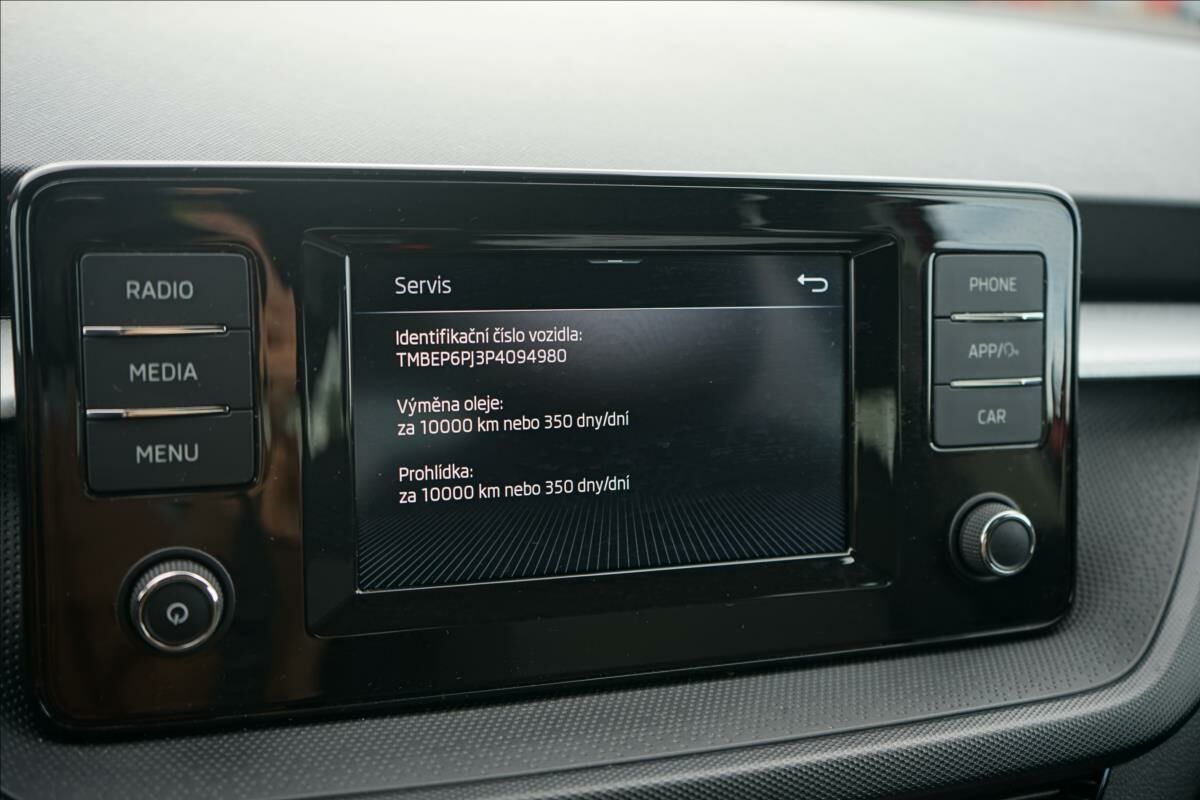 RADIO
MEDIA
MENU
Servis
Identifikační číslo vozidla:
TMBEP6PJ3P4094980
Výměna oleje:
za 10000 km nebo 350 dny/dní
Prohlídka:
za 10000 km nebo 350 dny/dní
PHONE
APP/
CAR